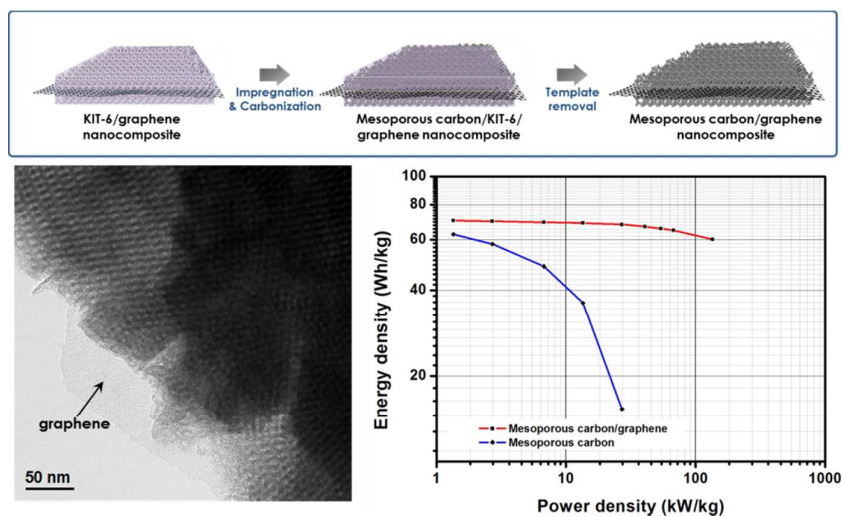 Impregnation
& Carbonization
Template
removal
KIT-6/graphene
nanocomposite
Mesoporous carbon/KIT-6/
graphene nanocomposite
Mesoporous carbon/graphene
nanocomposite
graphene
50 nm
Energy density (Wh/kg)
100
80
60
40
20
Mesoporous carbon/graphene
Mesoporous carbon
1
10
100
1000
Power density (kW/kg)